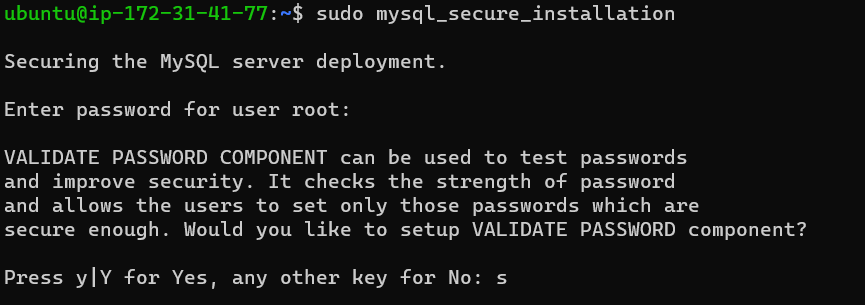 ubuntu@ip-172-31-41-77:~$ sudo mysql_secure_installation
Securing the MySQL server deployment.
Enter password for user root:
VALIDATE PASSWORD COMPONENT can be used to test passwords
and improve security. It checks the strength of password
and allows the users to set only those passwords which are
secure enough. Would you like to setup VALIDATE PASSWORD component?
Press y|Y for Yes, any other key for No: s